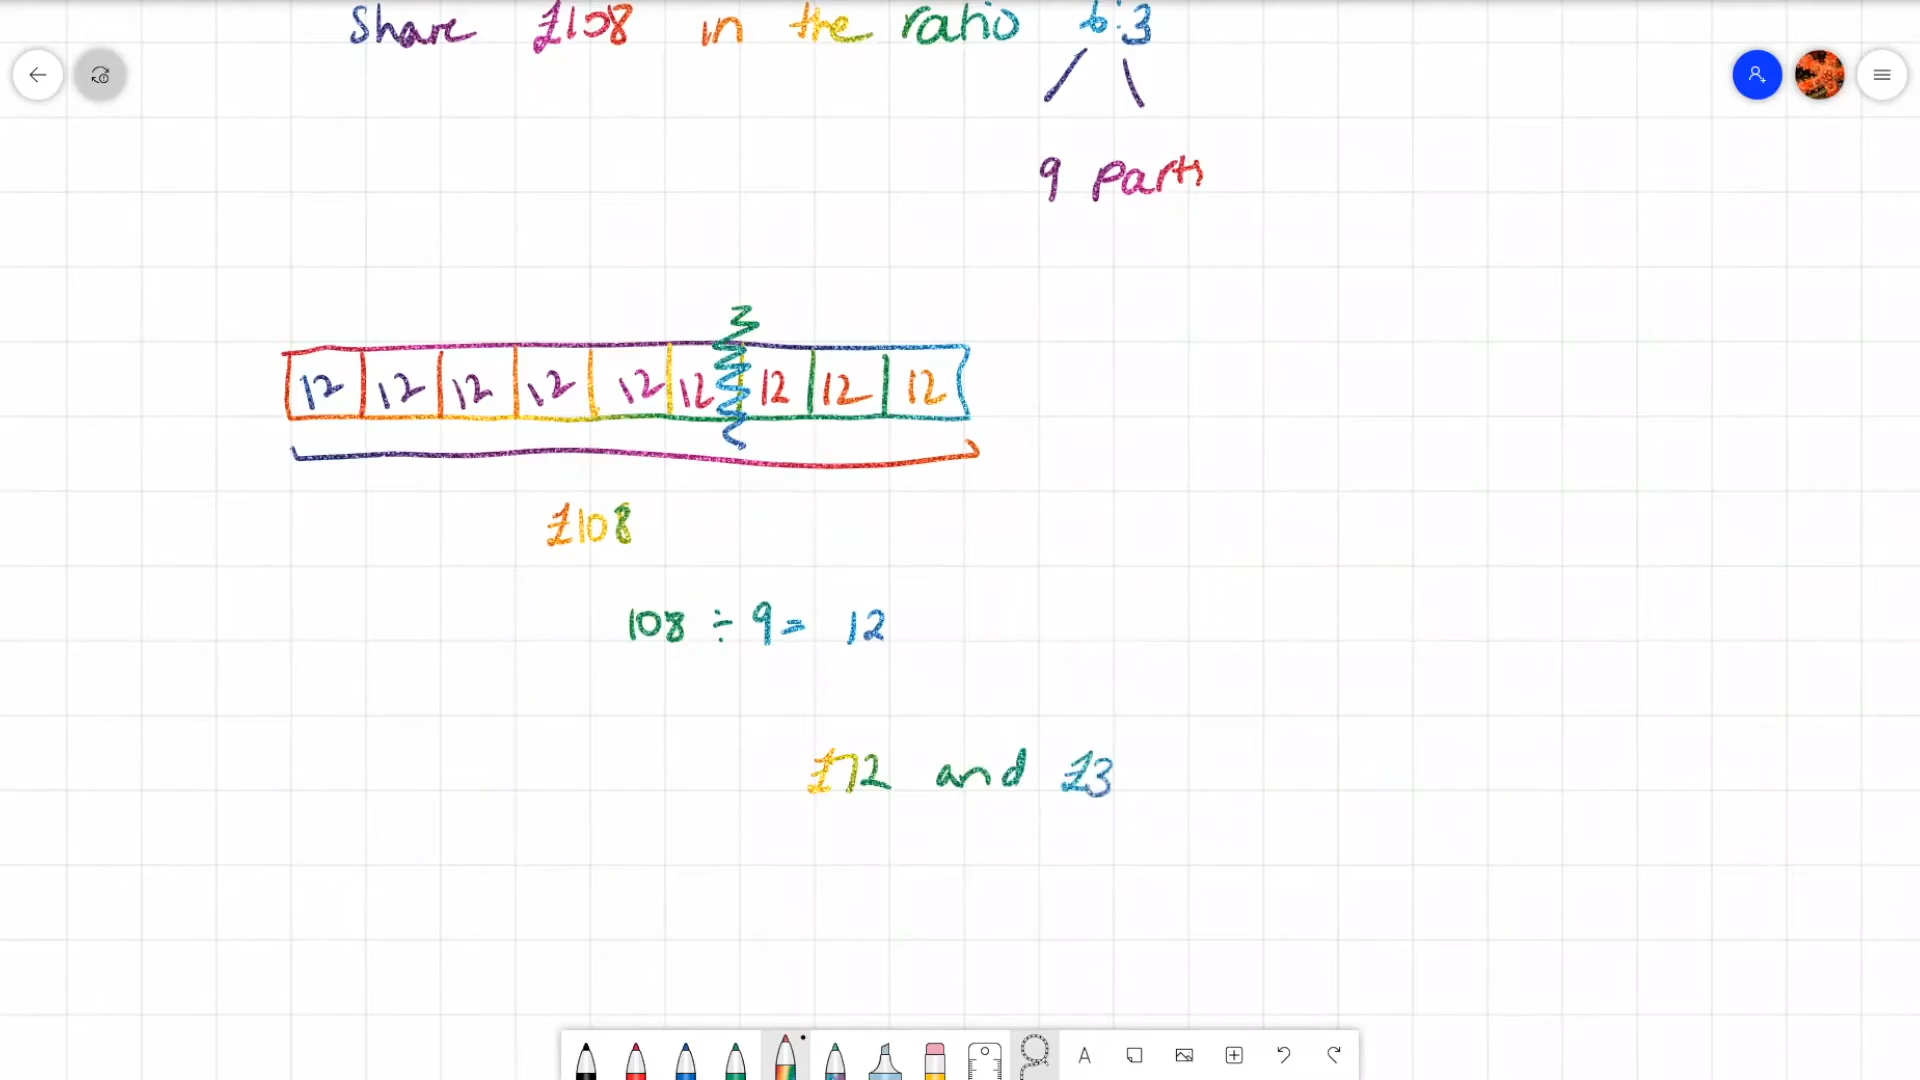 Share £108 in the ratio 6:3
9 parts
12 12 12 12 12 12 12 12 12
£108
108 ÷ 9 = 12
£72 and £3
A